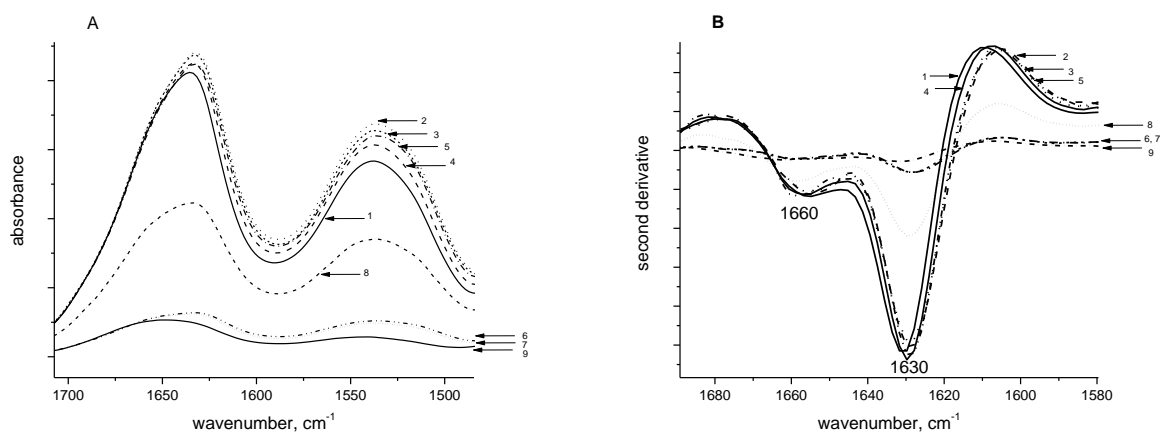 A
absorbance
2
3
5
4
1
8
6
7
9
1700 1650 1600 1550 1500
wavenumber, cm⁻¹
B
second derivative
1
4
2
3
5
8
6, 7
9
1660
1630
1680 1660 1640 1620 1600 1580
wavenumber, cm⁻¹